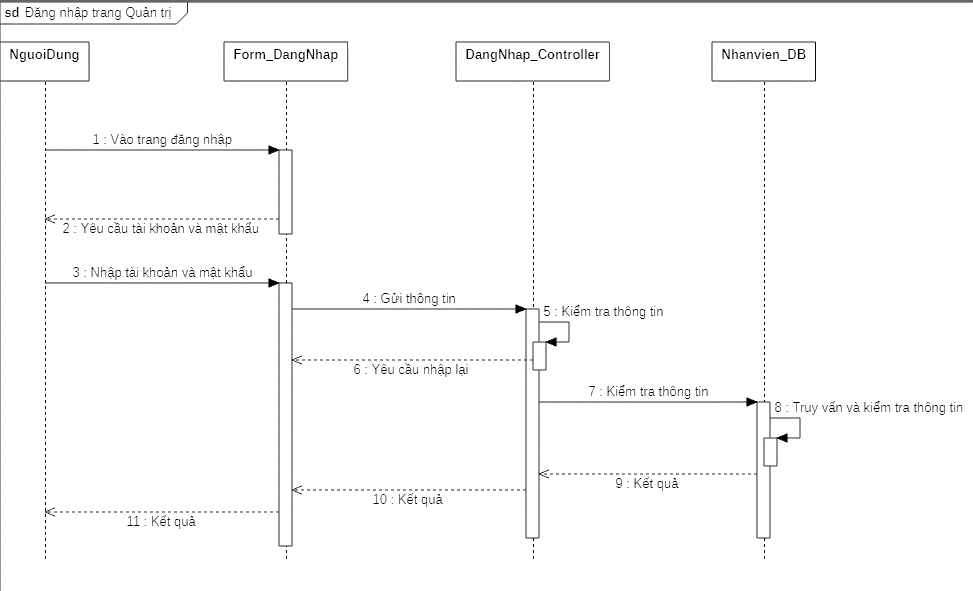 sd Đăng nhập trang Quản trị
NguoiDung
Form_DangNhap
DangNhap_Controller
Nhanvien_DB
1 : Vào trang đăng nhập
2 : Yêu cầu tài khoản và mật khẩu
3 : Nhập tài khoản và mật khẩu
4 : Gửi thông tin
5 : Kiểm tra thông tin
6 : Yêu cầu nhập lại
7 : Kiểm tra thông tin
8 : Truy vấn và kiểm tra thông tin
9 : Kết quả
10 : Kết quả
11 : Kết quả